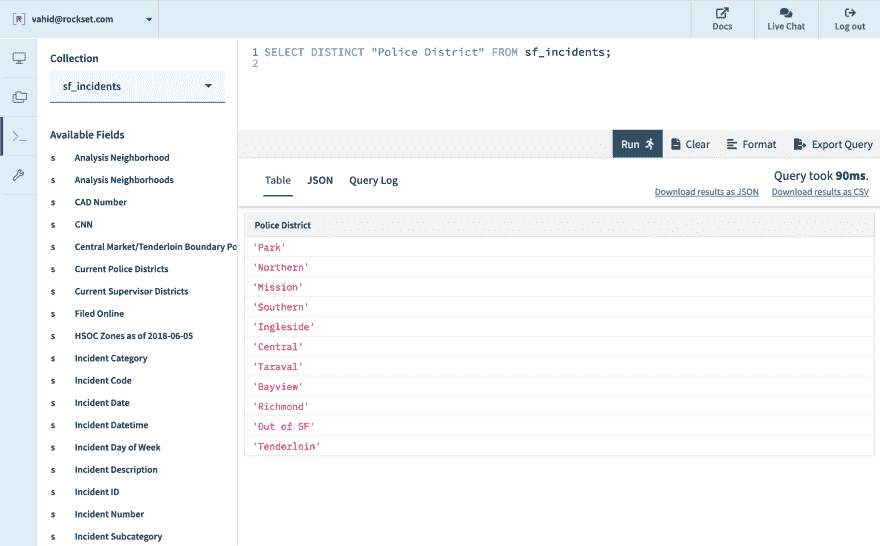 [R] vahid@rockset.com
Docs
Live Chat
Log out
Collection
sf_incidents
Available Fields
s Analysis Neighborhood
s Analysis Neighborhoods
s CAD Number
s CNN
s Central Market/Tenderloin Boundary Po
s Current Police Districts
s Current Supervisor Districts
s Filed Online
s HSOC Zones as of 2018-06-05
s Incident Category
s Incident Code
s Incident Date
s Incident Datetime
s Incident Day of Week
s Incident Description
s Incident ID
s Incident Number
s Incident Subcategory
1 SELECT DISTINCT "Police District" FROM sf_incidents;
2
Run Clear Format Export Query
Table JSON Query Log
Query took 90ms.
Download results as JSON Download results as CSV
Police District
'Park'
'Northern'
'Mission'
'Southern'
'Ingleside'
'Central'
'Taraval'
'Bayview'
'Richmond'
'Out of SF'
'Tenderloin'